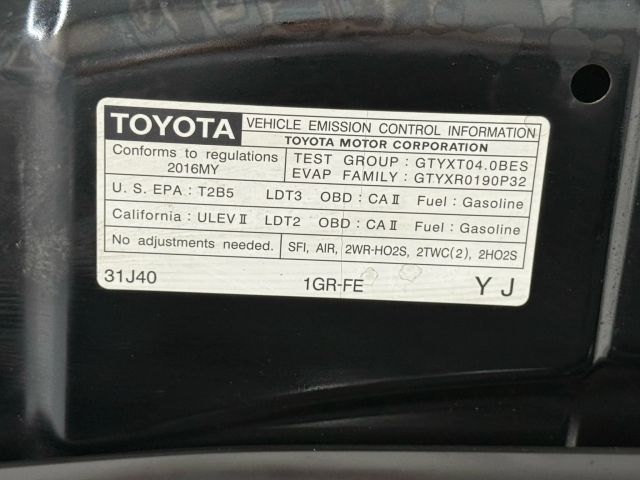 TOYOTA
VEHICLE EMISSION CONTROL INFORMATION
TOYOTA MOTOR CORPORATION
Conforms to regulations
2016MY
TEST GROUP : GTYXT04.0BES
EVAP FAMILY : GTYXR0190P32
U. S. EPA : T2B5 LDT3 OBD : CA II Fuel : Gasoline
California : ULEV II LDT2 OBD : CA II Fuel : Gasoline
No adjustments needed. SFI, AIR, 2WR-HO2S, 2TWC(2), 2HO2S
31J40 1GR-FE Y J